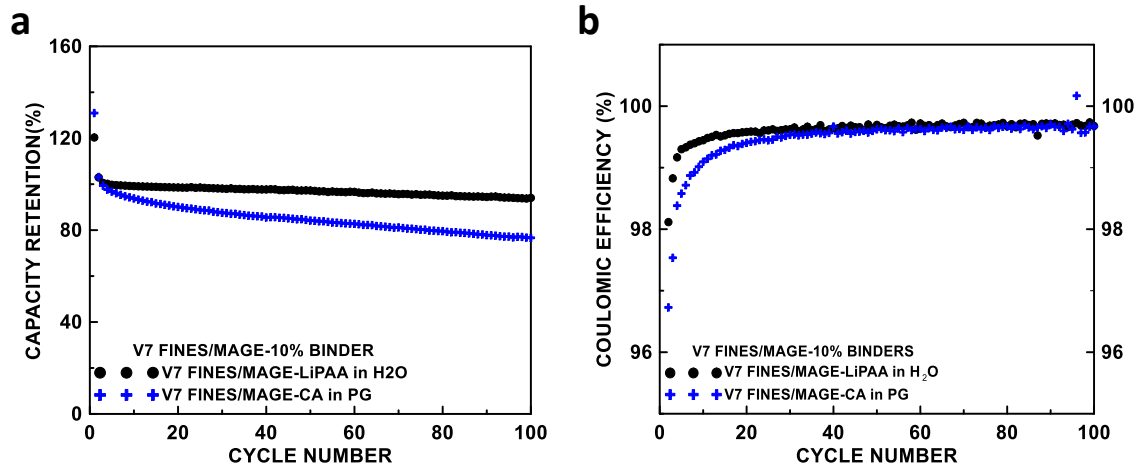 a
CAPACITY RETENTION(%)
160
120
80
40
0
V7 FINES/MAGE-10% BINDER
V7 FINES/MAGE-LiPAA in H2O
V7 FINES/MAGE-CA in PG
0 20 40 60 80 100
CYCLE NUMBER
b
COULOMIC EFFICIENCY (%)
100
98
96
100
98
96
V7 FINES/MAGE-10% BINDERS
V7 FINES/MAGE-LiPAA in H₂O
V7 FINES/MAGE-CA in PG
0 20 40 60 80 100
CYCLE NUMBER